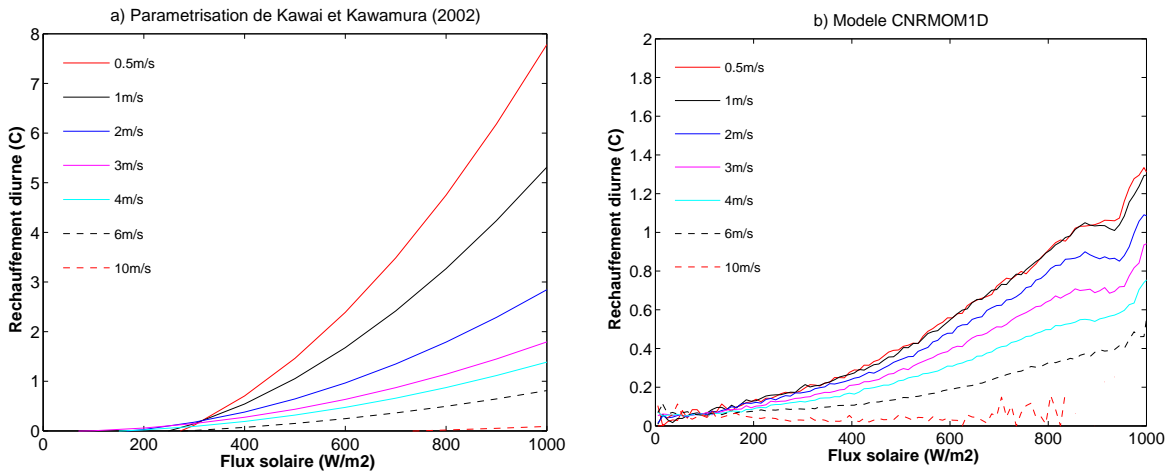 a) Parametrisation de Kawai et Kawamura (2002)
8
7
6
5
4
3
2
1
0
0.5m/s
1m/s
2m/s
3m/s
4m/s
6m/s
10m/s
Rechauffement diurne (C)
0 200 400 600 800 1000
Flux solaire (W/m2)
b) Modele CNRMOM1D
2
1.8
1.6
1.4
1.2
1
0.8
0.6
0.4
0.2
0
0.5m/s
1m/s
2m/s
3m/s
4m/s
6m/s
10m/s
Rechauffement diurne (C)
0 200 400 600 800 1000
Flux solaire (W/m2)